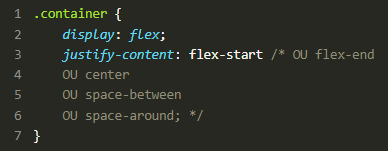 1 .container {
2 display: flex;
3 justify-content: flex-start /* OU flex-end
4 OU center
5 OU space-between
6 OU space-around; */
7 }